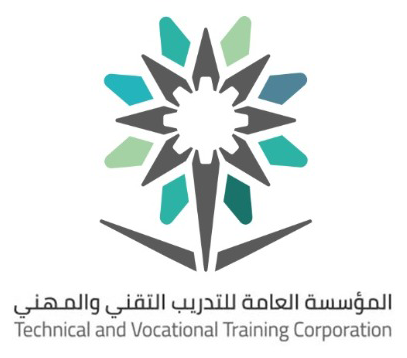 المؤسسة العامة للتدريب التقني والمهني
Technical and Vocational Training Corporation